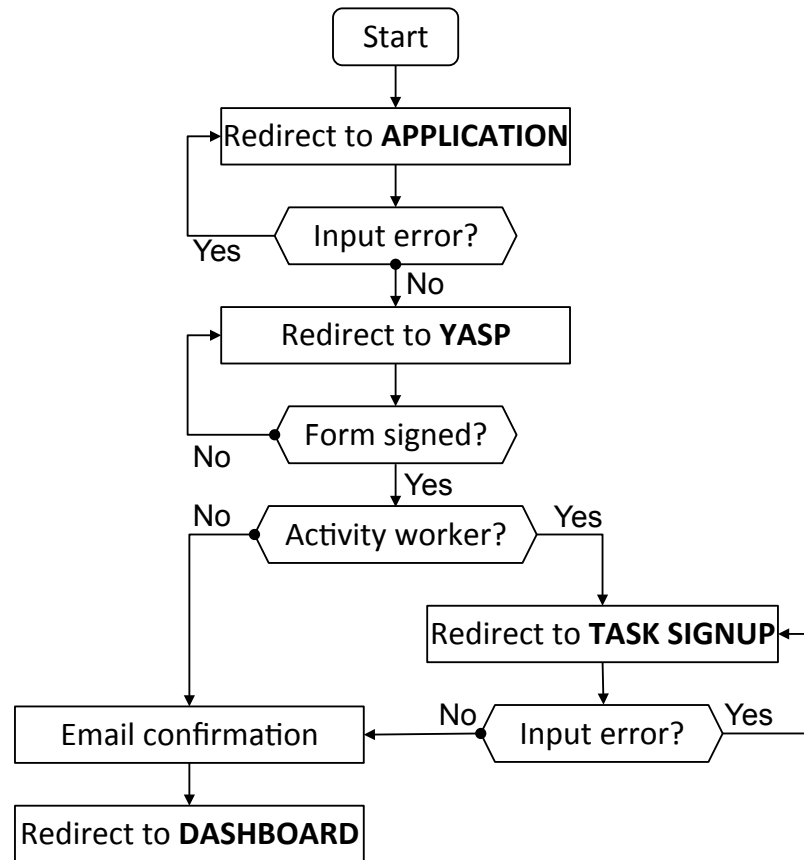 Start
Redirect to APPLICATION
Input error?
Yes
No
Redirect to YASP
Form signed?
No
Yes
No
Activity worker?
Yes
Redirect to TASK SIGNUP
Email confirmation
No
Input error?
Yes
Redirect to DASHBOARD